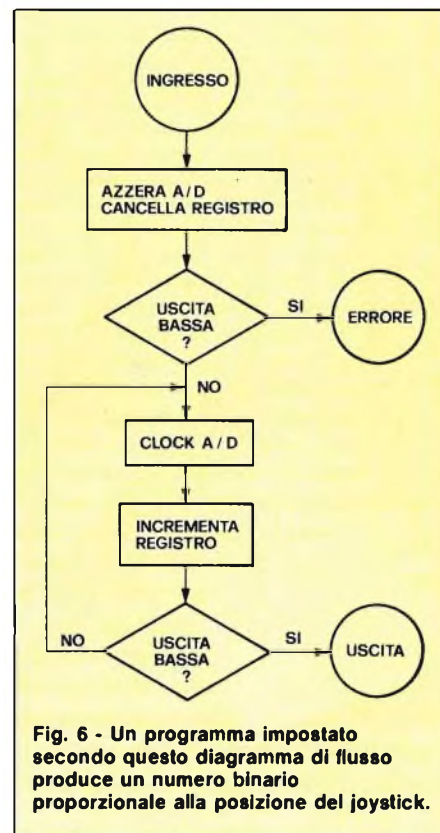 INGRESSO
AZZERA A/D
CANCELLA REGISTRO
USCITA
BASSA
?
SI
ERRORE
NO
CLOCK A/D
INCREMENTA
REGISTRO
NO
USCITA
BASSA
?
SI
USCITA
Fig. 6 - Un programma impostato
secondo questo diagramma di flusso
produce un numero binario
proporzionale alla posizione del joystick.